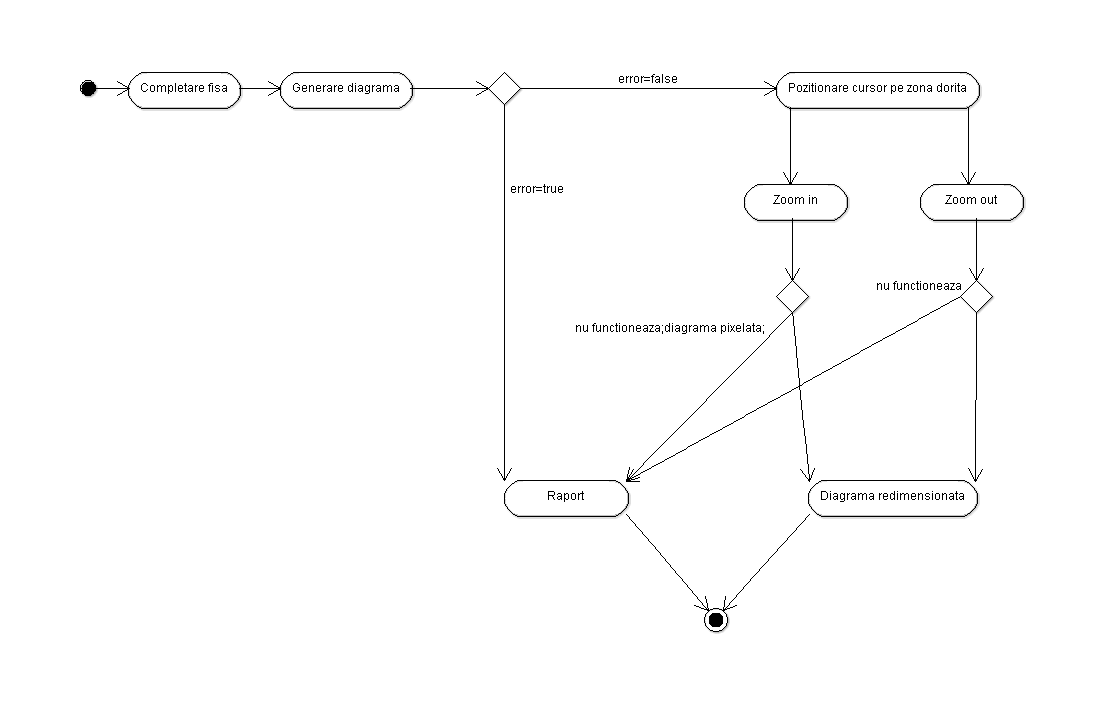 error=false
Completare fisa
Generare diagrama
Pozitionare cursor pe zona dorita
error=true
Zoom in
Zoom out
nu functioneaza
nu functioneaza;diagrama pixelata;
Raport
Diagrama redimensionata